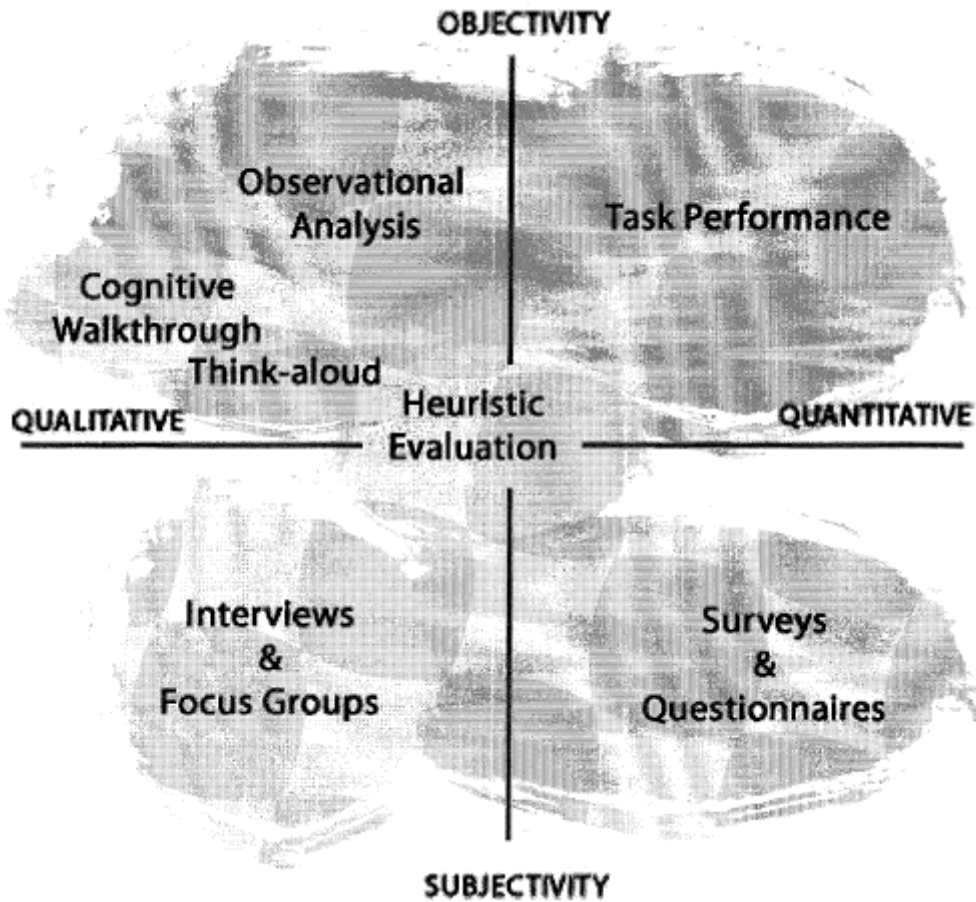 OBJECTIVITY
Observational
Analysis
Task Performance
Cognitive
Walkthrough
Think-aloud
Heuristic
Evaluation
QUALITATIVE
QUANTITATIVE
Interviews
&
Focus Groups
Surveys
&
Questionnaires
SUBJECTIVITY